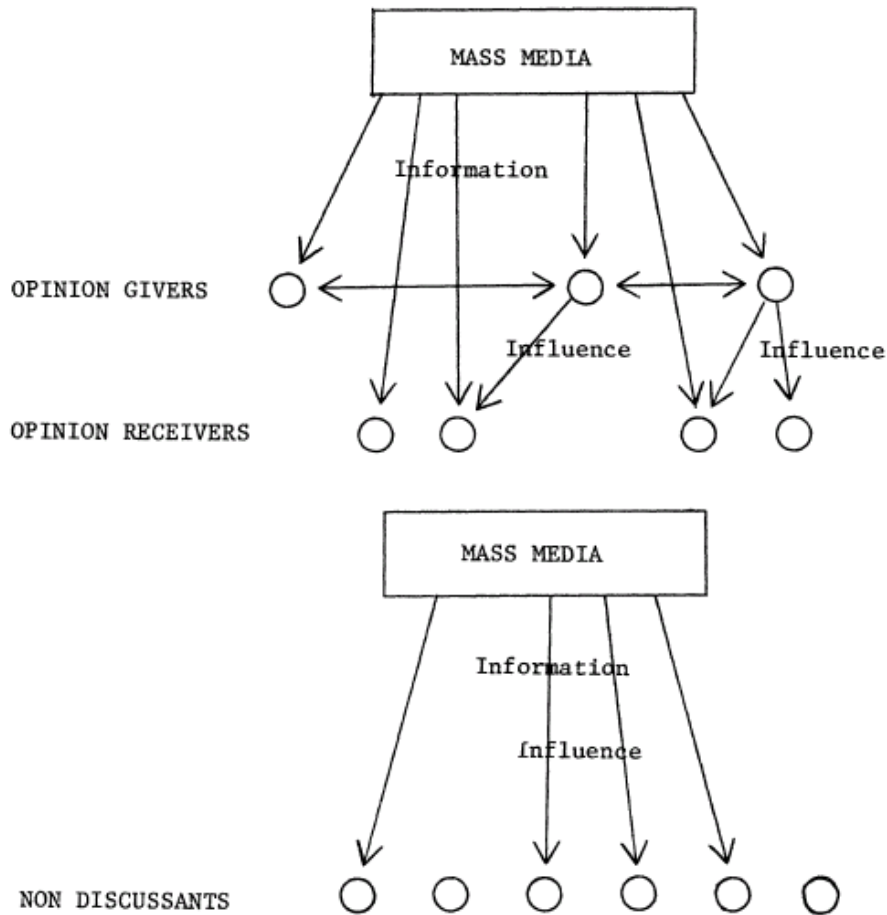 MASS MEDIA
Information
OPINION GIVERS
Influence
Influence
OPINION RECEIVERS
MASS MEDIA
Information
Influence
NON DISCUSSANTS